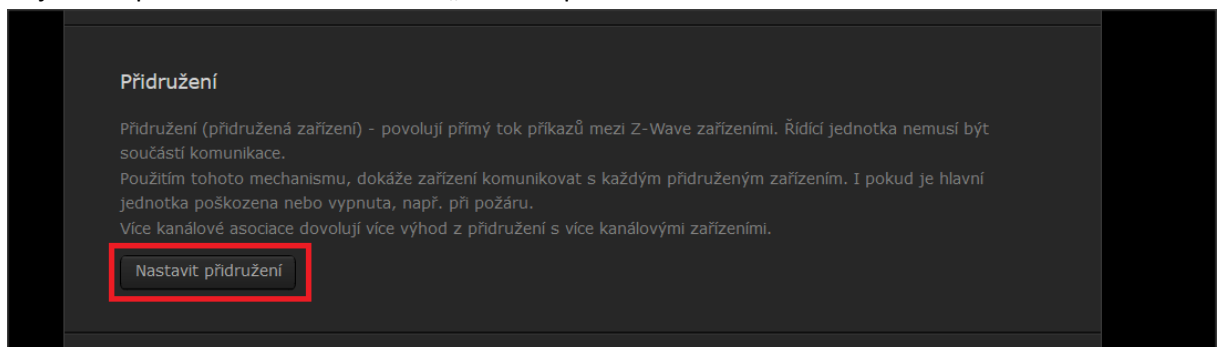 Přidružení
Přidružení (přidružená zařízení) - povolují přímý tok příkazů mezi Z-Wave zařízeními. Řídící jednotka nemusí být
součástí komunikace.
Použitím tohoto mechanismu, dokáže zařízení komunikovat s každým přidruženým zařízením. I pokud je hlavní
jednotka poškozena nebo vypnuta, např. při požáru.
Více kanálové asociace dovolují více výhod z přidružení s více kanálovými zařízeními.
Nastavit přidružení